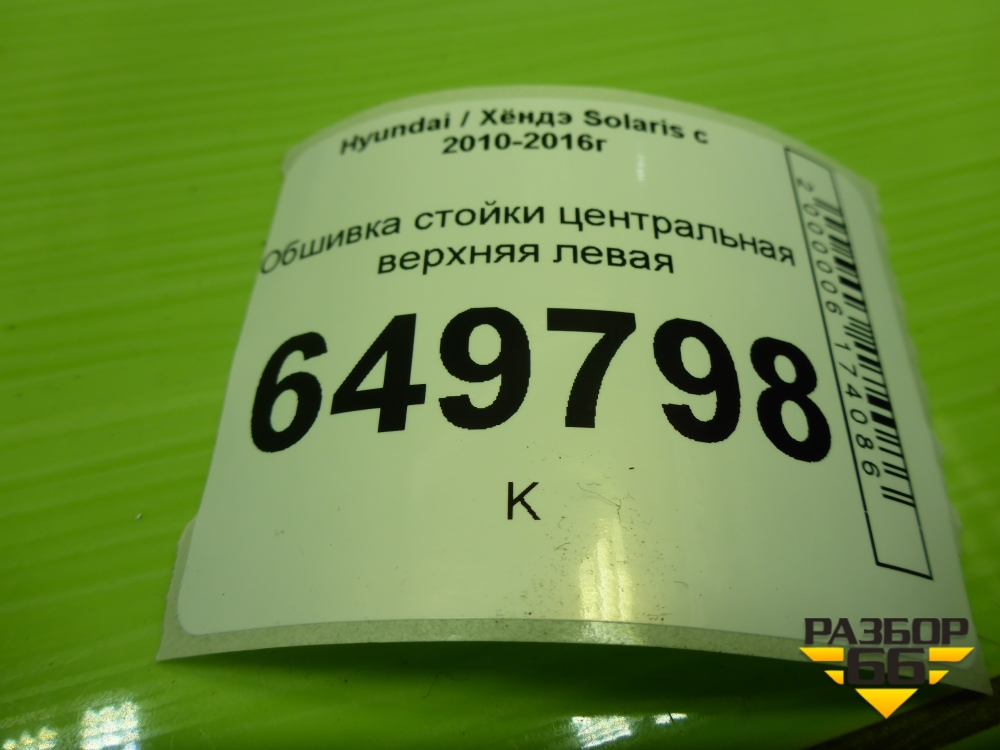 Hyundai / Хёндэ Solaris с
2010-2016г
Обшивка стойки центральная
верхняя левая
649798
К
2000006174086
РАЗБОР
66